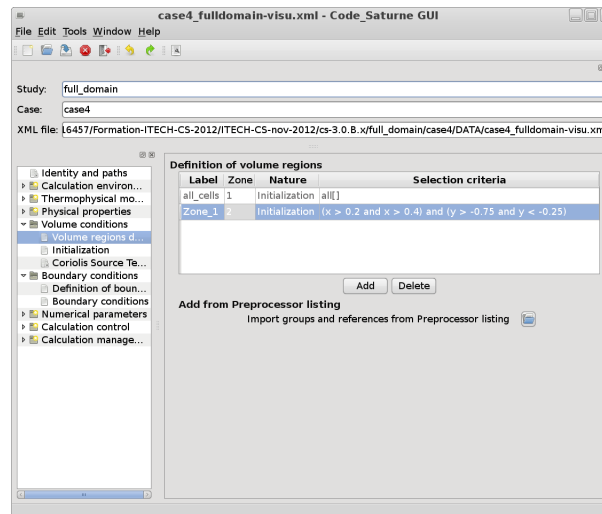 case4_fulldomain-visu.xml - Code_Saturne GUI
File Edit Tools Window Help
Study: full_domain
Case: case4
XML file: 16457/Formation-ITECH-CS-2012/ITECH-CS-nov-2012/cs-3.0.B.x/full_domain/case4/DATA/case4_fulldomain-visu.xm
Identity and paths
Calculation environ...
Thermophysical mo...
Physical properties
Volume conditions
Volume regions d...
Initialization
Coriolis Source Te...
Boundary conditions
Definition of boun...
Boundary conditions
Numerical parameters
Calculation control
Calculation manage...
Definition of volume regions
Label Zone Nature Selection criteria
all_cells 1 Initialization all[]
Zone_1 2 Initialization (x > 0.2 and x > 0.4) and (y > -0.75 and y < -0.25)
Add Delete
Add from Preprocessor listing
Import groups and references from Preprocessor listing